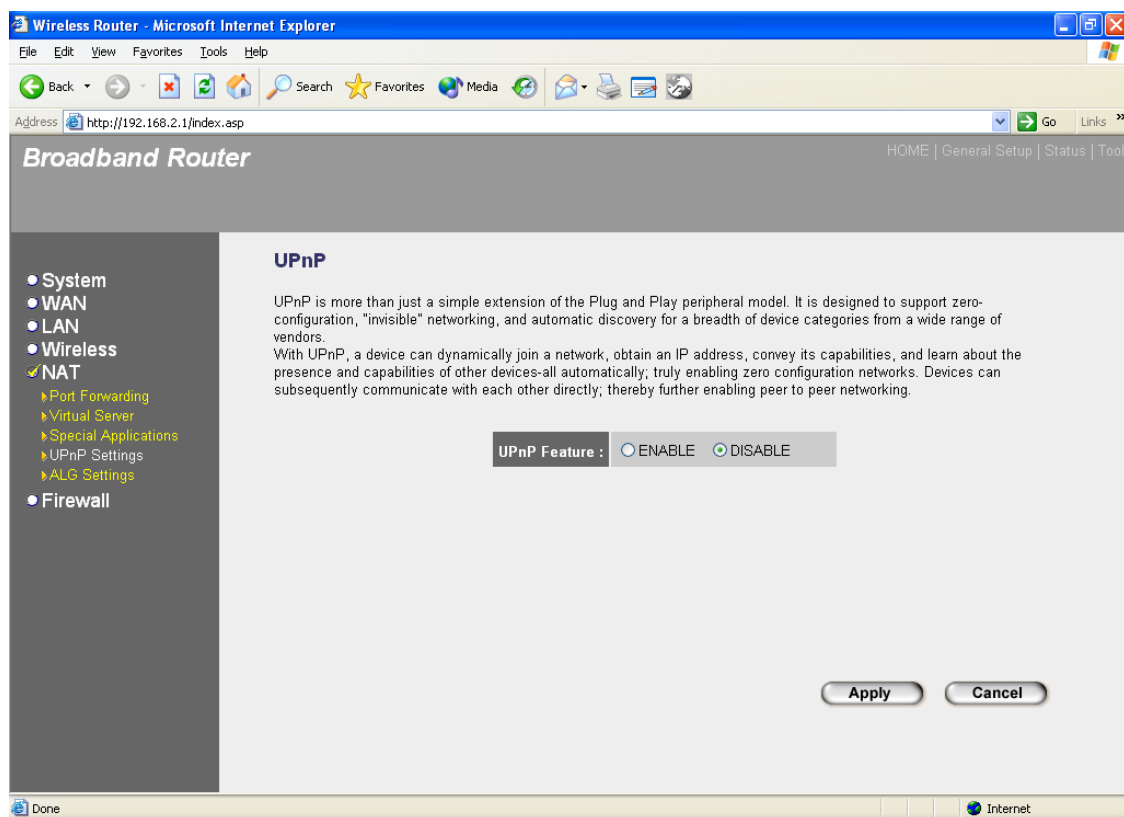 Wireless Router - Microsoft Internet Explorer
File Edit View Favorites Tools Help
Back Search Favorites Media
Address http://192.168.2.1/index.asp Go Links »
Broadband Router
HOME | General Setup | Status | Tool
System
WAN
LAN
Wireless
NAT
Port Forwarding
Virtual Server
Special Applications
UPnP Settings
ALG Settings
Firewall
UPnP
UPnP is more than just a simple extension of the Plug and Play peripheral model. It is designed to support zero-
configuration, "invisible" networking, and automatic discovery for a breadth of device categories from a wide range of
vendors.
With UPnP, a device can dynamically join a network, obtain an IP address, convey its capabilities, and learn about the
presence and capabilities of other devices-all automatically; truly enabling zero configuration networks. Devices can
subsequently communicate with each other directly; thereby further enabling peer to peer networking.
UPnP Feature : ENABLE DISABLE
Apply Cancel
Done Internet